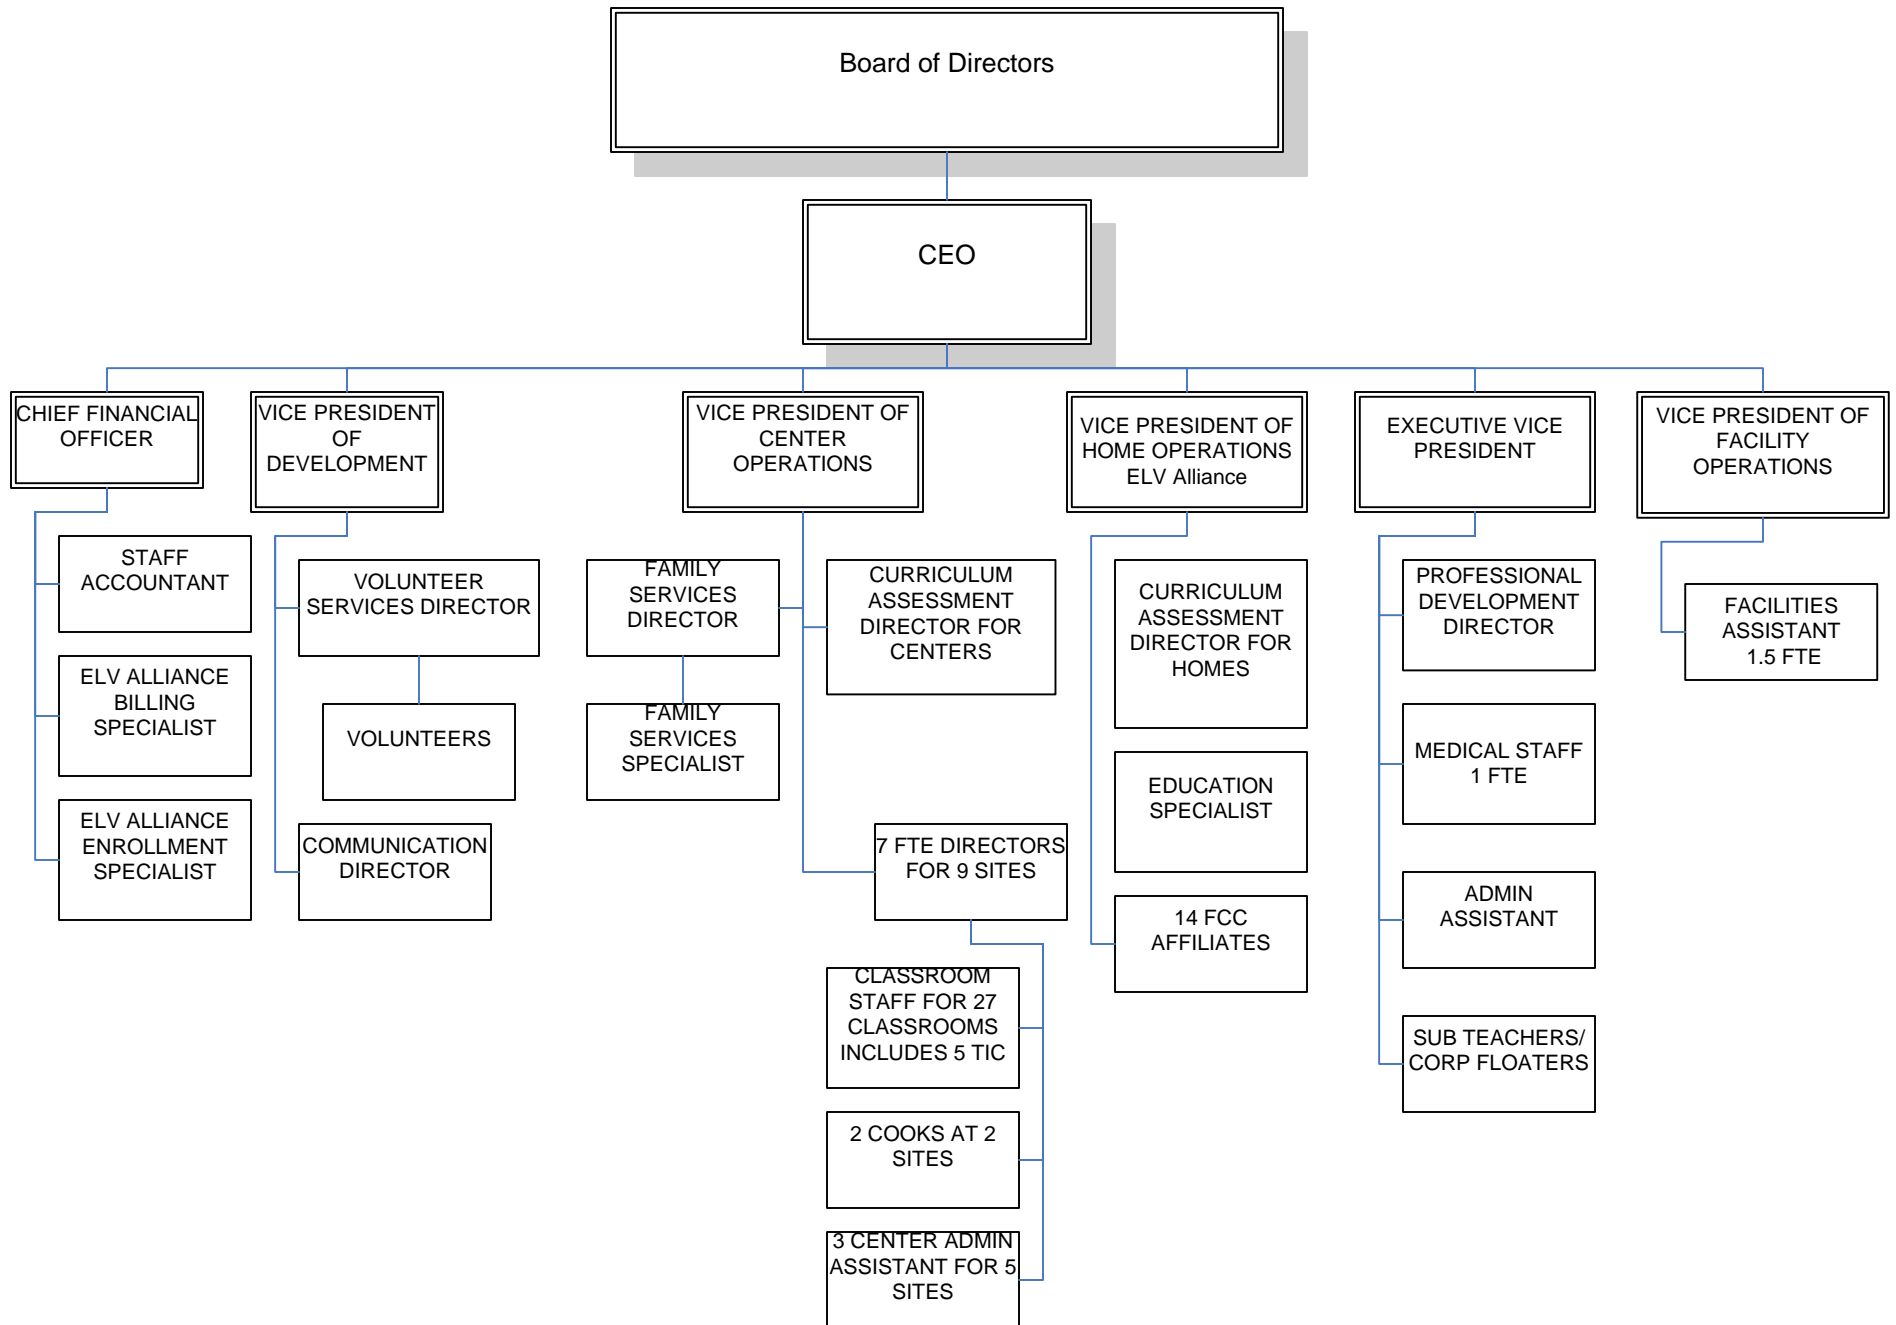 Board of Directors
CEO
CHIEF FINANCIAL
OFFICER
VICE PRESIDENT
OF
DEVELOPMENT
VICE PRESIDENT OF
CENTER
OPERATIONS
VICE PRESIDENT OF
HOME OPERATIONS
ELV Alliance
EXECUTIVE VICE
PRESIDENT
VICE PRESIDENT OF
FACILITY
OPERATIONS
STAFF
ACCOUNTANT
ELV ALLIANCE
BILLING
SPECIALIST
ELV ALLIANCE
ENROLLMENT
SPECIALIST
VOLUNTEER
SERVICES DIRECTOR
VOLUNTEERS
COMMUNICATION
DIRECTOR
FAMILY
SERVICES
DIRECTOR
FAMILY
SERVICES
SPECIALIST
CURRICULUM
ASSESSMENT
DIRECTOR FOR
CENTERS
7 FTE DIRECTORS
FOR 9 SITES
CLASSROOM
STAFF FOR 27
CLASSROOMS
INCLUDES 5 TIC
2 COOKS AT 2
SITES
3 CENTER ADMIN
ASSISTANT FOR 5
SITES
CURRICULUM
ASSESSMENT
DIRECTOR FOR
HOMES
EDUCATION
SPECIALIST
14 FCC
AFFILIATES
PROFESSIONAL
DEVELOPMENT
DIRECTOR
MEDICAL STAFF
1 FTE
ADMIN
ASSISTANT
SUB TEACHERS/
CORP FLOATERS
FACILITIES
ASSISTANT
1.5 FTE